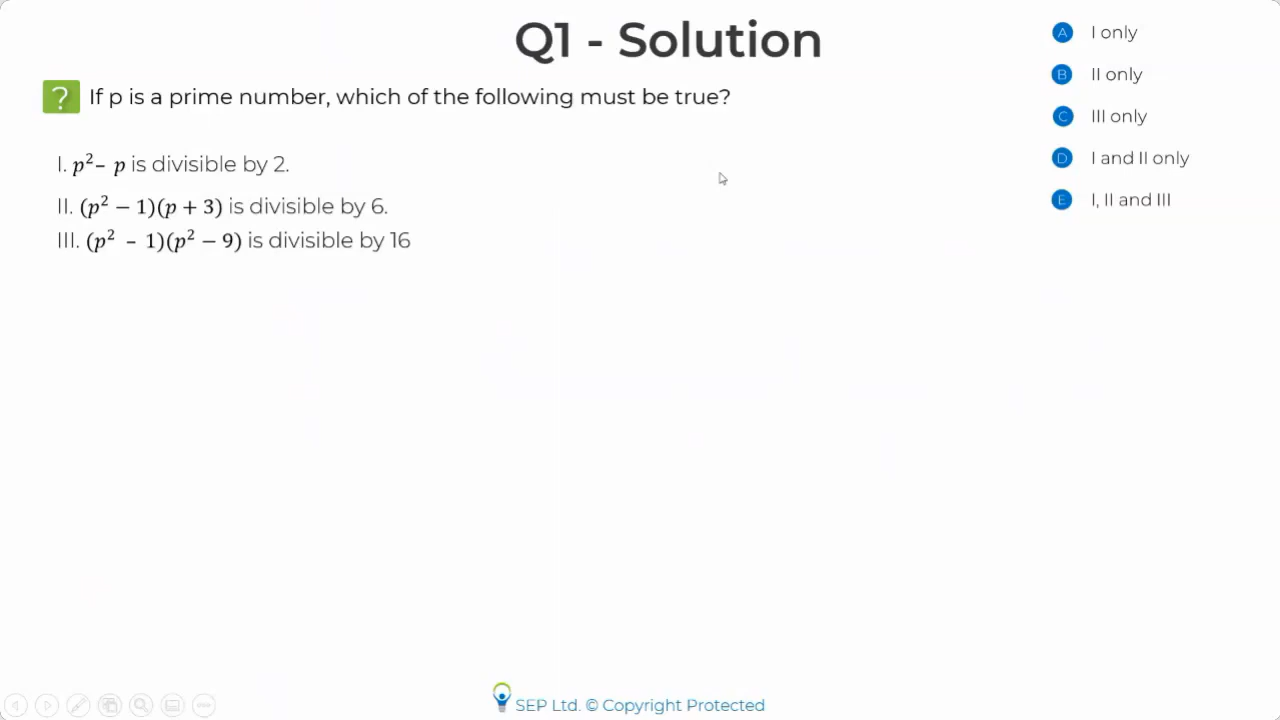 Q1 - Solution
? If p is a prime number, which of the following must be true?
I. p² – p is divisible by 2.
II. (p² − 1)(p + 3) is divisible by 6.
III. (p² - 1)(p² − 9) is divisible by 16
A I only
B II only
C III only
D I and II only
E I, II and III
SEP Ltd. © Copyright Protected